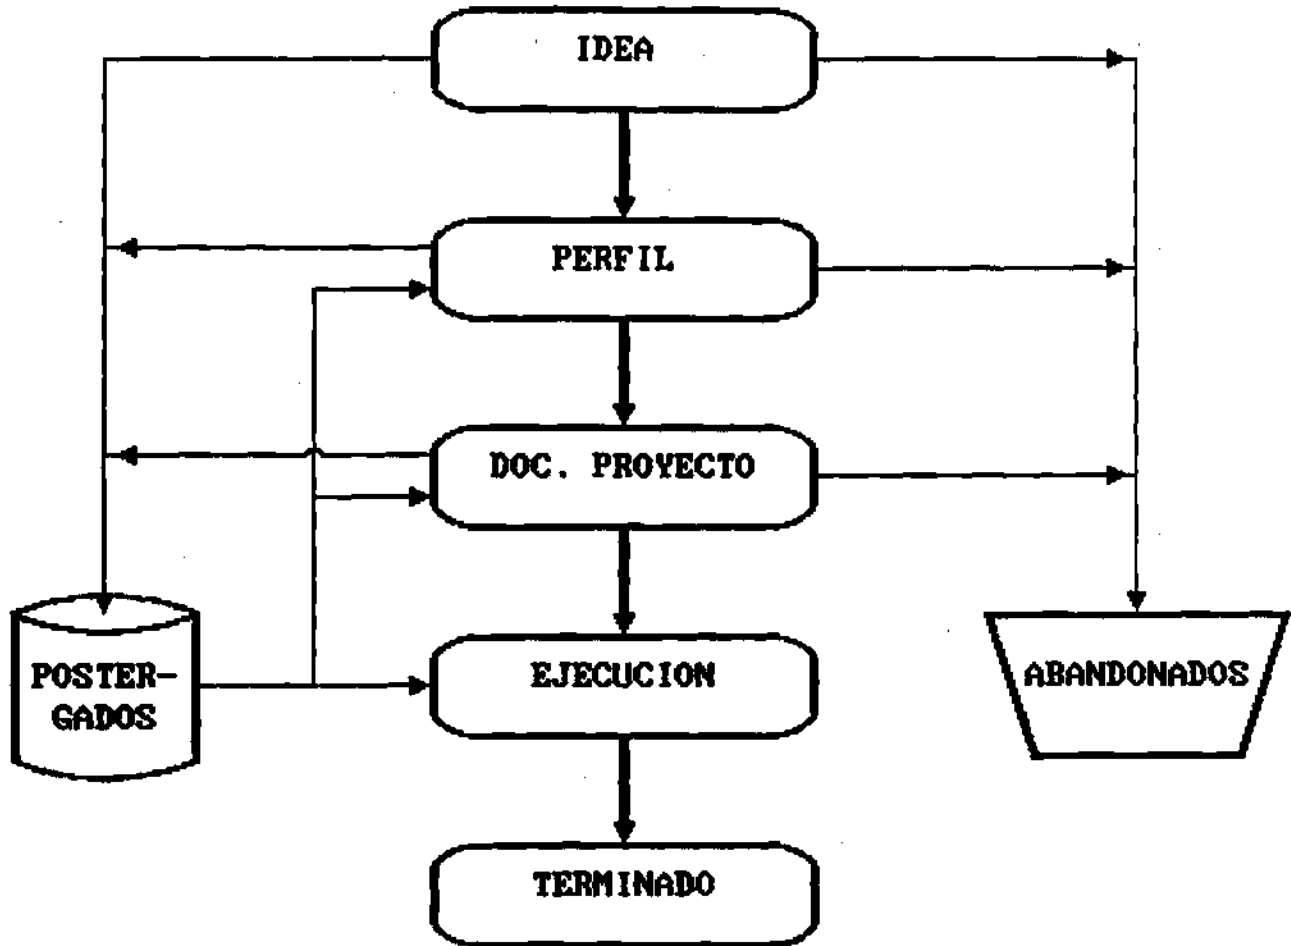 IDEA
PERFIL
DOC. PROYECTO
POSTER-
GADOS
EJECUCION
ABANDONADOS
TERMINADO